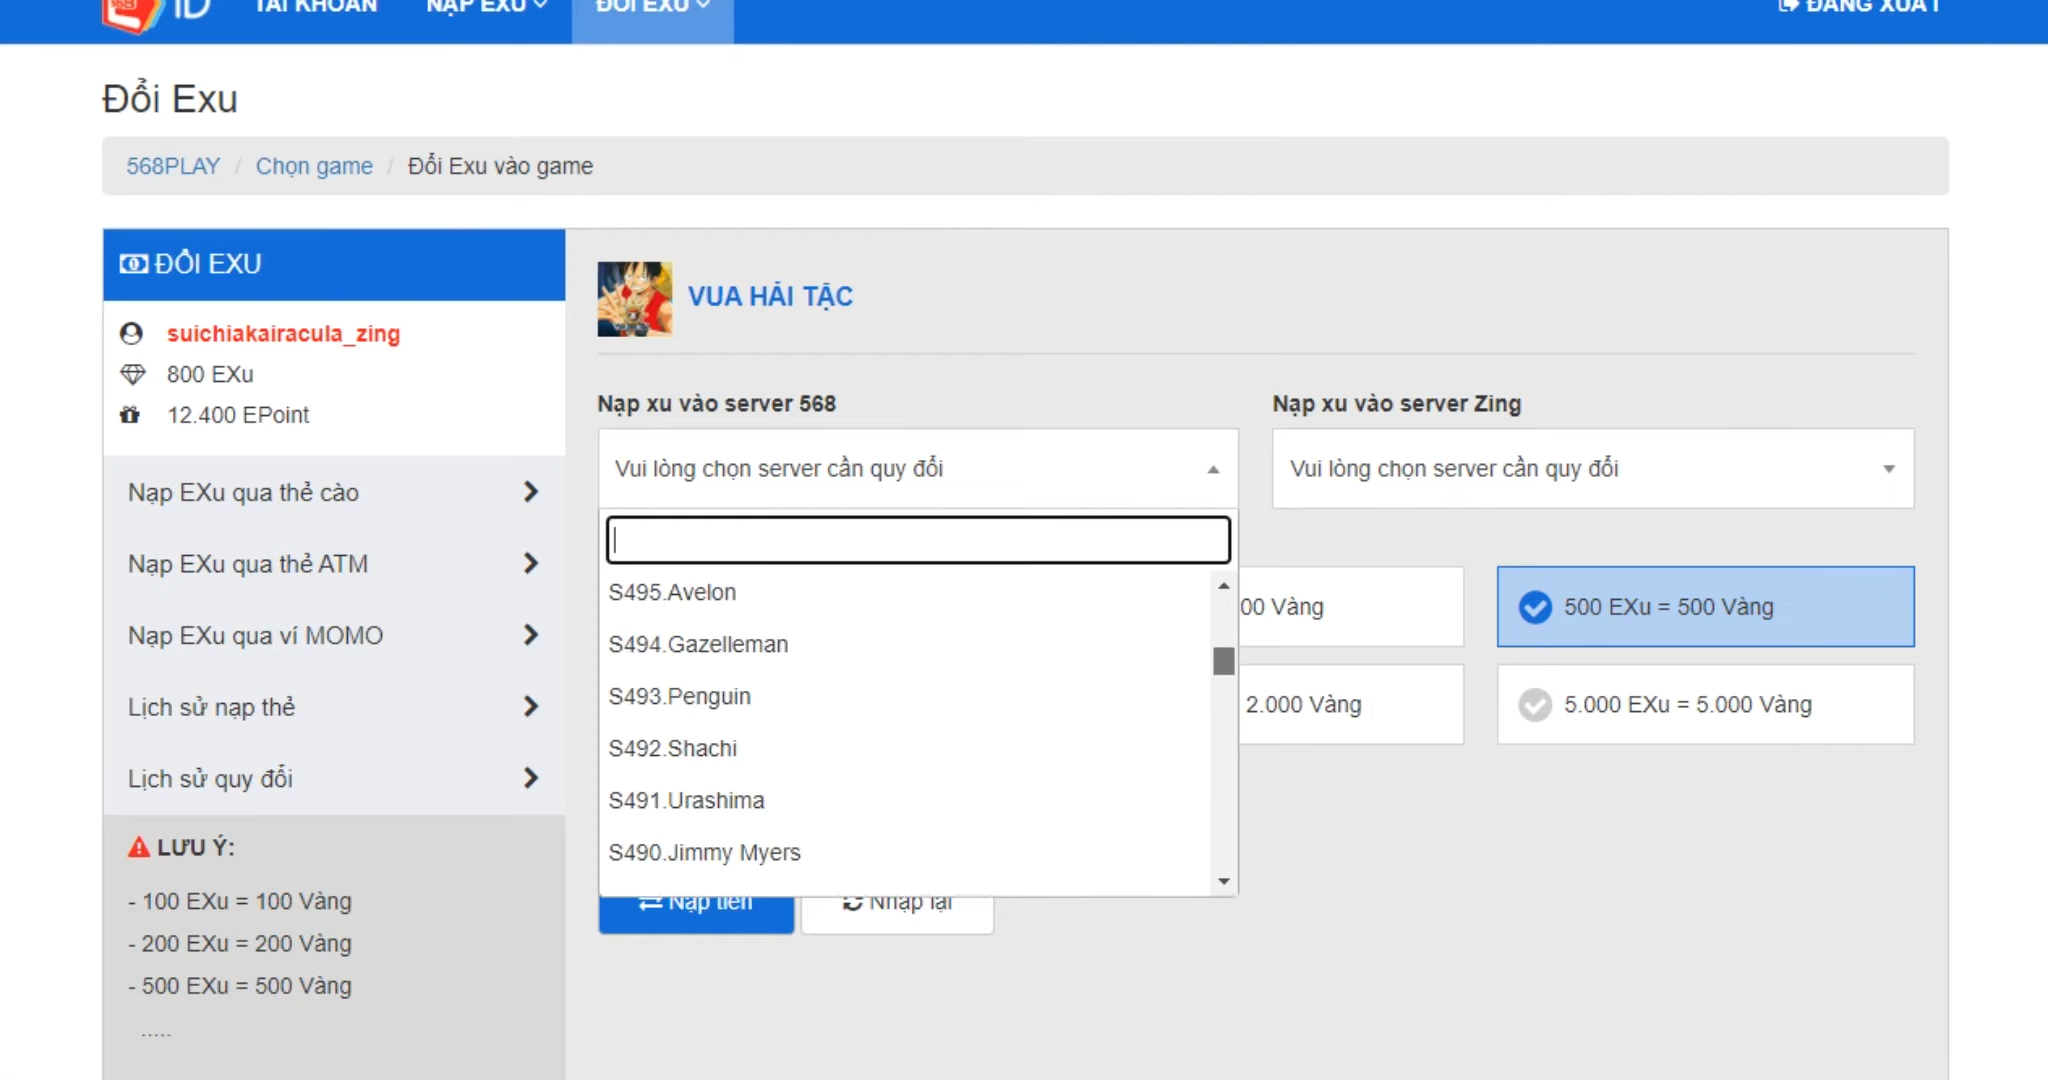 ID TÀI KHOẢN NẠP EXU ĐỔI EXU ĐĂNG XUẤT
Đổi Exu
568PLAY / Chọn game / Đổi Exu vào game
ĐỔI EXU
suichiakairacula_zing
800 EXu
12.400 EPoint
Nạp EXu qua thẻ cào
Nạp EXu qua thẻ ATM
Nạp EXu qua ví MOMO
Lịch sử nạp thẻ
Lịch sử quy đổi
LƯU Ý:
- 100 EXu = 100 Vàng
- 200 EXu = 200 Vàng
- 500 EXu = 500 Vàng
.....
VUA HẢI TẶC
Nạp xu vào server 568
Vui lòng chọn server cần quy đổi
S495.Avelon
S494.Gazelleman
S493.Penguin
S492.Shachi
S491.Urashima
S490.Jimmy Myers
Nạp xu vào server Zing
Vui lòng chọn server cần quy đổi
00 Vàng
500 EXu = 500 Vàng
2.000 Vàng
5.000 EXu = 5.000 Vàng
Nạp tiền
Nhập lại